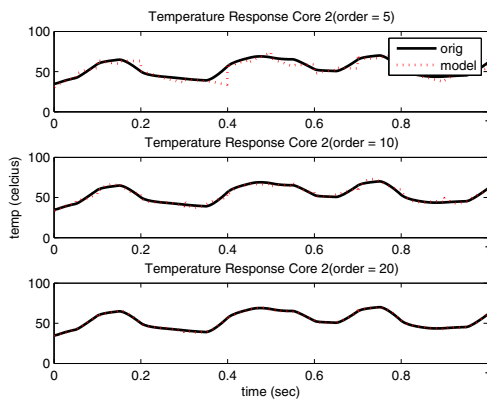 Temperature Response Core 2(order = 5)
100
50
0
0 0.2 0.4 0.6 0.8 1
orig
model
Temperature Response Core 2(order = 10)
temp (celcius)
100
50
0
0 0.2 0.4 0.6 0.8 1
Temperature Response Core 2(order = 20)
100
50
0
0 0.2 0.4 0.6 0.8 1
time (sec)